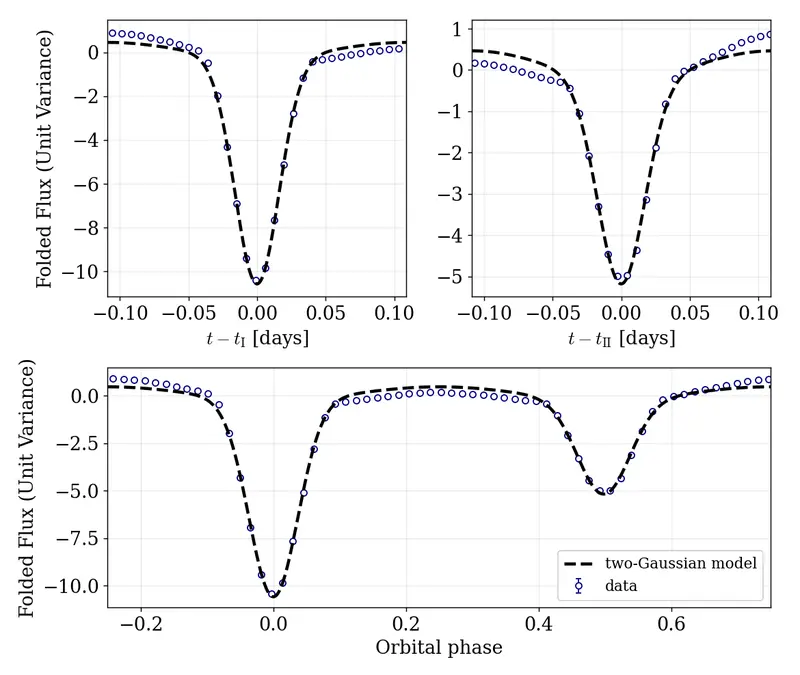 Folded Flux (Unit Variance)
0
−2
−4
−6
−8
−10
−0.10 −0.05 0.00 0.05 0.10
t − t_I [days]
1
0
−1
−2
−3
−4
−5
−0.10 −0.05 0.00 0.05 0.10
t − t_II [days]
Folded Flux (Unit Variance)
0.0
−2.5
−5.0
−7.5
−10.0
−0.2 0.0 0.2 0.4 0.6
Orbital phase
two-Gaussian model
data